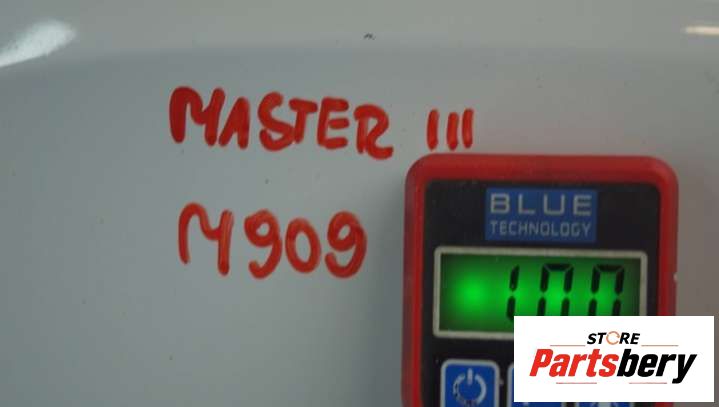 MASTER III
M909
BLUE
TECHNOLOGY
100
STORE
Partsbery